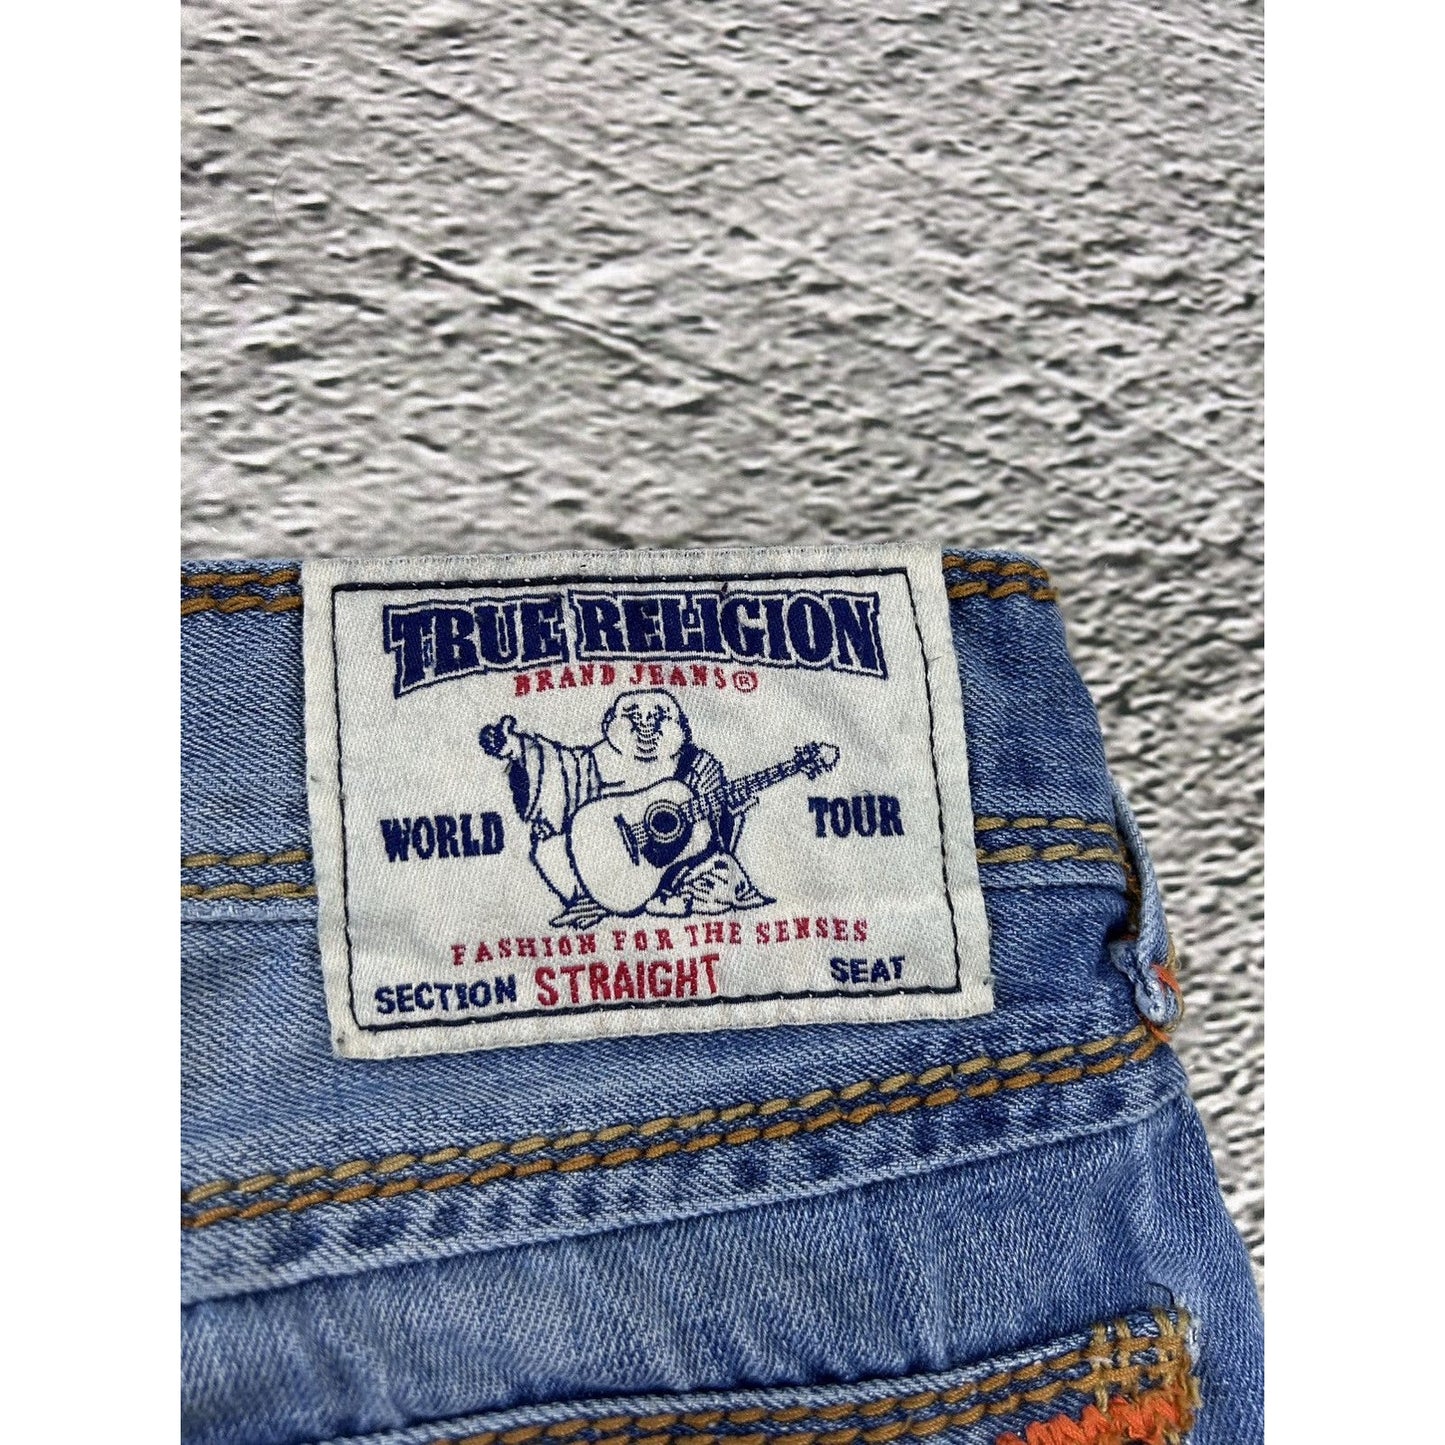 TRUE RELIGION
BRAND JEANS®
WORLD TOUR
FASHION FOR THE SENSES
SECTION STRAIGHT SEAT